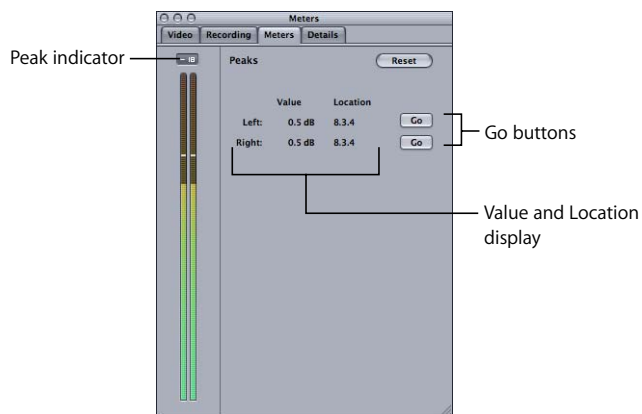 Meters
Video Recording Meters Details
Peak indicator
- 18
Peaks
Reset
Value Location
Left: 0.5 dB 8.3.4 Go
Right: 0.5 dB 8.3.4 Go
Go buttons
Value and Location
display